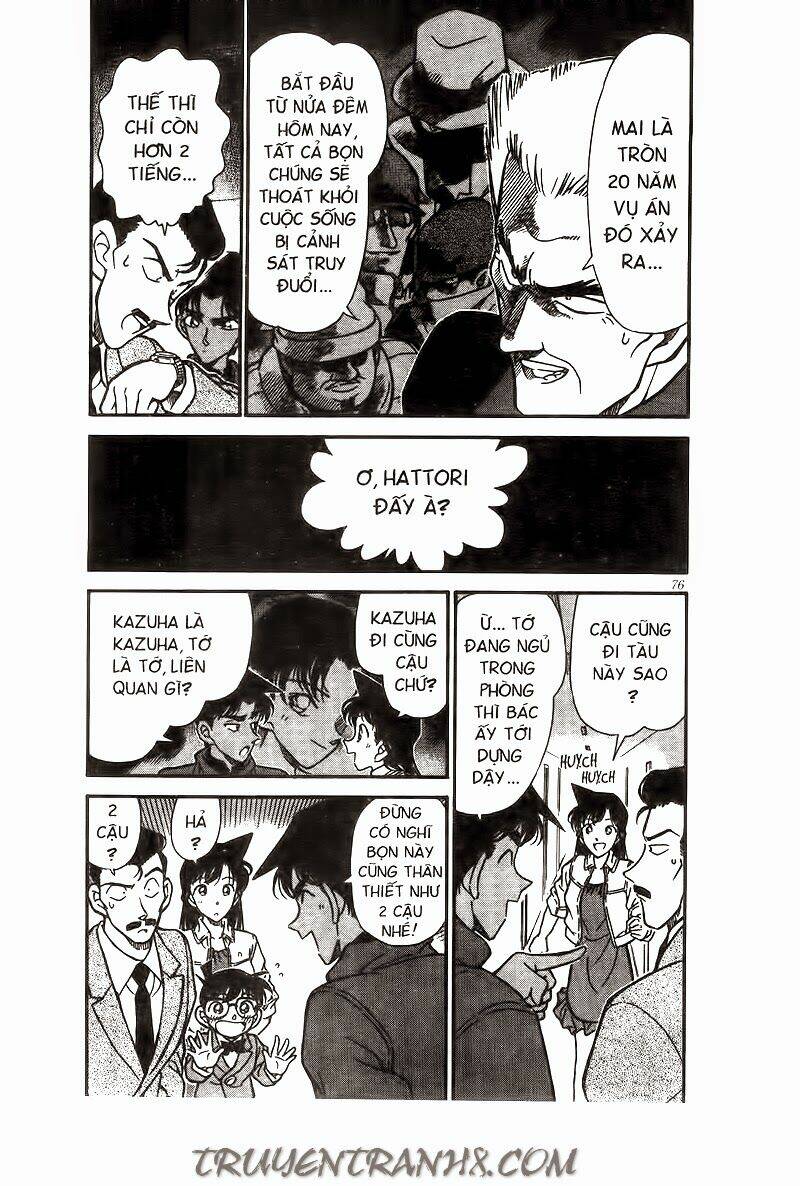 MAI LÀ
TRÒN
20 NĂM
VỤ ÁN
ĐÓ XẢY
RA...
BẮT ĐẦU
TỪ NỬA ĐÊM
HÔM NAY,
TẤT CẢ BỌN
CHÚNG SẼ
THOÁT KHỎI
CUỘC SỐNG
BỊ CẢNH
SÁT TRUY
ĐUỔI...
THẾ THÌ
CHỈ CÒN
HƠN 2
TIẾNG...
Ơ, HATTORI
ĐẤY À?
76
CẬU CŨNG
ĐI TÀU
NÀY SAO
?
HUỲCH
HUỲCH
Ừ... TỚ
ĐANG NGỦ
TRONG
PHÒNG
THÌ BÁC
ẤY TỚI
DỰNG
DẬY...
KAZUHA
ĐI CÙNG
CẬU
CHỨ?
KAZUHA LÀ
KAZUHA, TỚ
LÀ TỚ, LIÊN
QUAN GÌ?
ĐỪNG
CÓ NGHĨ
BỌN NÀY
CŨNG THÂN
THIẾT NHƯ
2 CẬU
NHÉ!
HẢ
?
2
CẬU
?
TRUYENTRANH8.COM